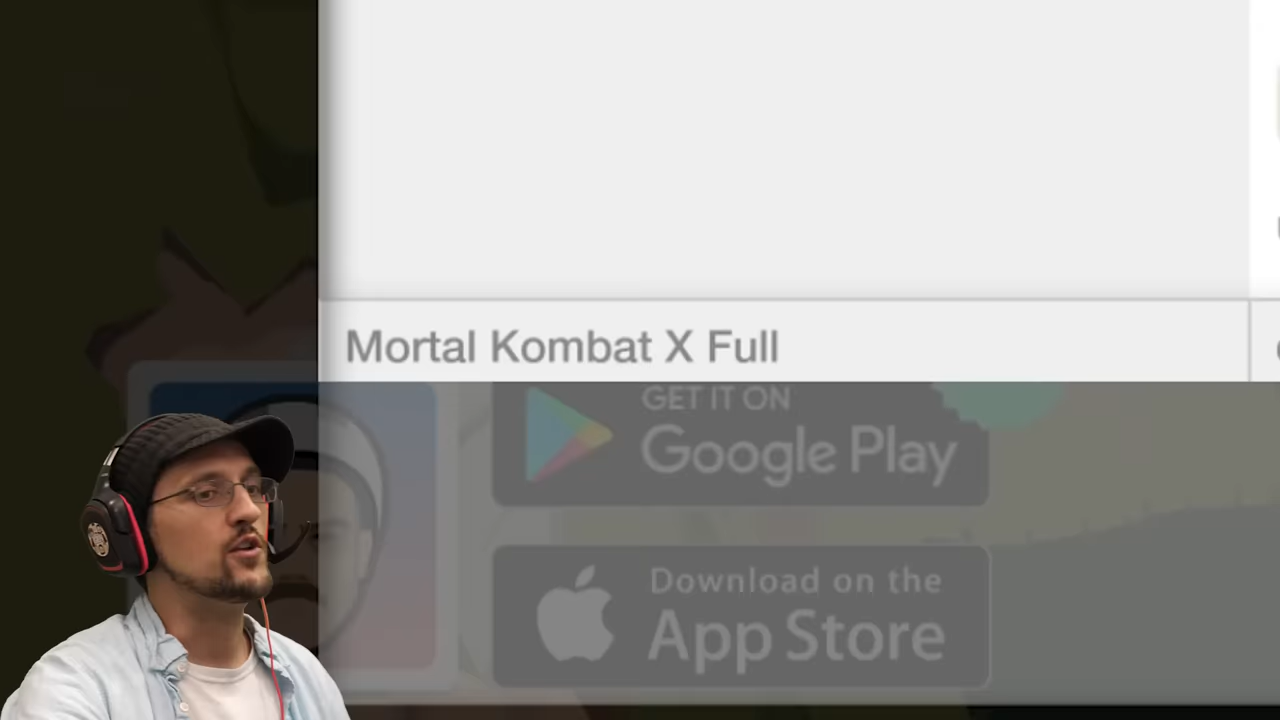 Mortal Kombat X Full
GET IT ON
Google Play
Download on the
App Store